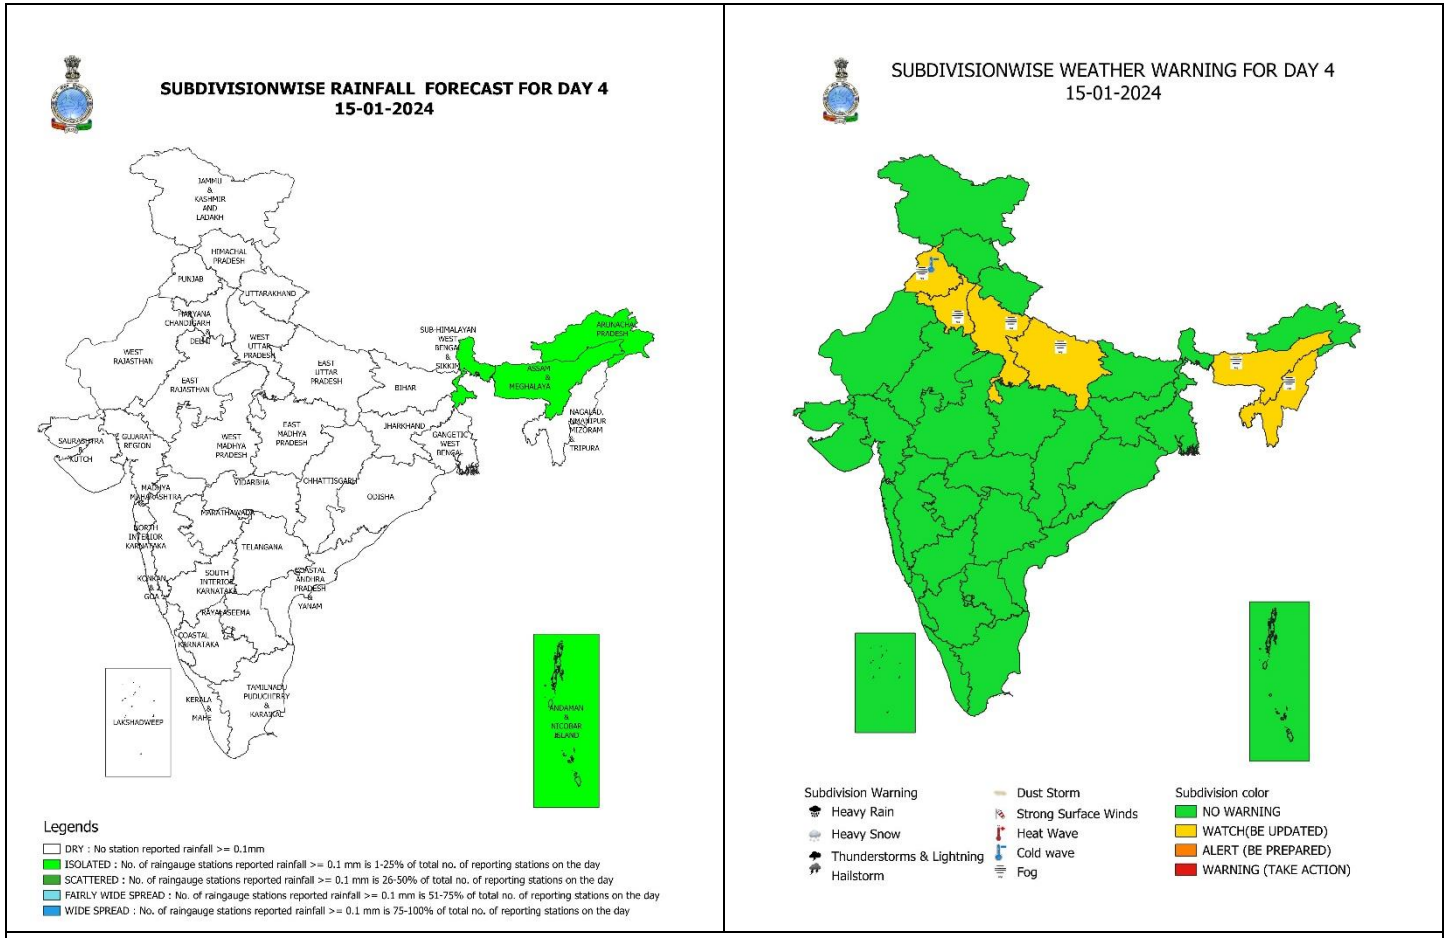 SUBDIVISIONWISE RAINFALL FORECAST FOR DAY 4
15-01-2024
JAMMU
&
KASHMIR
AND
LADAKH
HIMACHAL
PRADESH
PUNJAB
UTTARAKHAND
HARYANA
CHANDIGARH
&
DELHI
WEST
UTTAR
PRADESH
SUB-HIMALAYAN
WEST
BENGAL
&
SIKKIM
ARUNACHAL
PRADESH
WEST
RAJASTHAN
EAST
RAJASTHAN
EAST
UTTAR
PRADESH
BIHAR
ASSAM
&
MEGHALAYA
SAURASHTRA
&
KUTCH
GUJARAT
REGION
WEST
MADHYA
PRADESH
EAST
MADHYA
PRADESH
JHARKHAND
GANGETIC
WEST
BENGAL
NAGALAD,
MANIPUR
MIZORAM
&
TRIPURA
MADHYA
MAHARASHTRA
VIDARBHA
CHHATTISGARH
ODISHA
MARATHAWADA
NORTH
INTERIOR
KARNATAKA
TELANGANA
KONKAN
&
GOA
SOUTH
INTERIOR
KARNATAKA
COASTAL
ANDHRA
PRADESH
&
YANAM
RAYALASEEMA
COASTAL
KARNATAKA
KERALA
&
MAHE
TAMILNADU
PUDUCHERRY
&
KARAIKAL
LAKSHADWEEP
ANDAMAN
&
NICOBAR
ISLAND
Legends
DRY : No station reported rainfall >= 0.1mm
ISOLATED : No. of raingauge stations reported rainfall >= 0.1 mm is 1-25% of total no. of reporting stations on the day
SCATTERED : No. of raingauge stations reported rainfall >= 0.1 mm is 26-50% of total no. of reporting stations on the day
FAIRLY WIDE SPREAD : No. of raingauge stations reported rainfall >= 0.1 mm is 51-75% of total no. of reporting stations on the day
WIDE SPREAD : No. of raingauge stations reported rainfall >= 0.1 mm is 75-100% of total no. of reporting stations on the day
SUBDIVISIONWISE WEATHER WARNING FOR DAY 4
15-01-2024
Subdivision Warning
Heavy Rain
Heavy Snow
Thunderstorms & Lightning
Hailstorm
Dust Storm
Strong Surface Winds
Heat Wave
Cold wave
Fog
Subdivision color
NO WARNING
WATCH(BE UPDATED)
ALERT (BE PREPARED)
WARNING (TAKE ACTION)